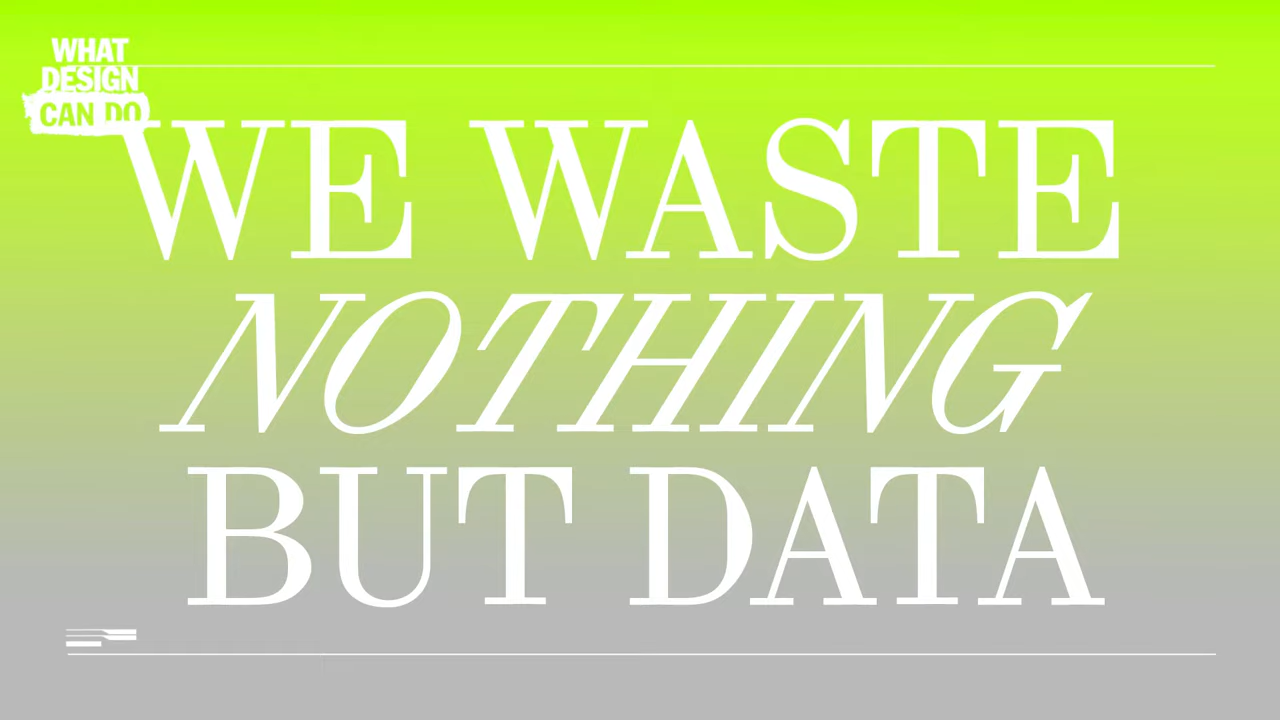 WHAT
DESIGN
CAN DO
WE WASTE
NOTHING
BUT DATA